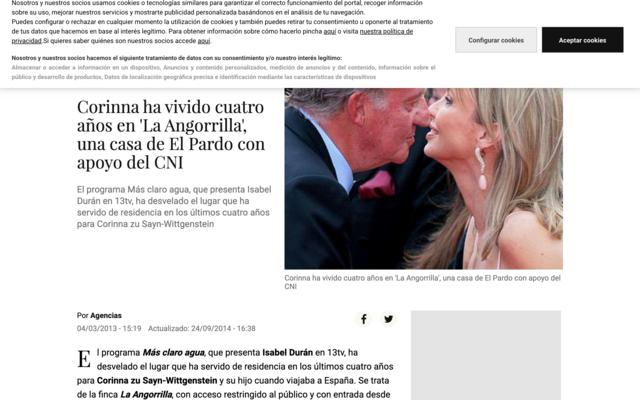 Nosotros y nuestros socios usamos cookies o tecnologías similares para garantizar el correcto funcionamiento del portal, recoger información
sobre su uso, mejorar nuestros servicios y mostrarte publicidad personalizada basándonos en el análisis de tu navegación.
Puedes configurar o rechazar en cualquier momento la utilización de cookies y también puedes retirar tu consentimiento u oponerte al tratamiento
de tus datos que hacemos en base al interés legítimo. Para obtener información sobre cómo hacerlo pincha aquí o visita nuestra política de
privacidad.Si quieres saber quiénes son nuestros socios accede aquí.
Configurar cookies
Aceptar cookies
Nosotros y nuestros socios hacemos el siguiente tratamiento de datos con su consentimiento y/o nuestro interés legítimo:
Almacenar o acceder a información en un dispositivo, Anuncios y contenido personalizados, medición de anuncios y del contenido, información sobre el
público y desarrollo de productos, Datos de localización geográfica precisa e identificación mediante las características de dispositivos
Corinna ha vivido cuatro
años en 'La Angorrilla',
una casa de El Pardo con
apoyo del CNI
El programa Más claro agua, que presenta Isabel
Durán en 13tv, ha desvelado el lugar que ha
servido de residencia en los últimos cuatro años
para Corinna zu Sayn-Wittgenstein
Corinna ha vivido cuatro años en 'La Angorrilla', una casa de El Pardo con apoyo del
CNI
Por Agencias
04/03/2013 - 15:19 Actualizado: 24/09/2014 - 16:38
El programa Más claro agua, que presenta Isabel Durán en 13tv, ha
desvelado el lugar que ha servido de residencia en los últimos cuatro años
para Corinna zu Sayn-Wittgenstein y su hijo cuando viajaba a España. Se trata
de la finca La Angorrilla, con acceso restringido al público y con entrada desde